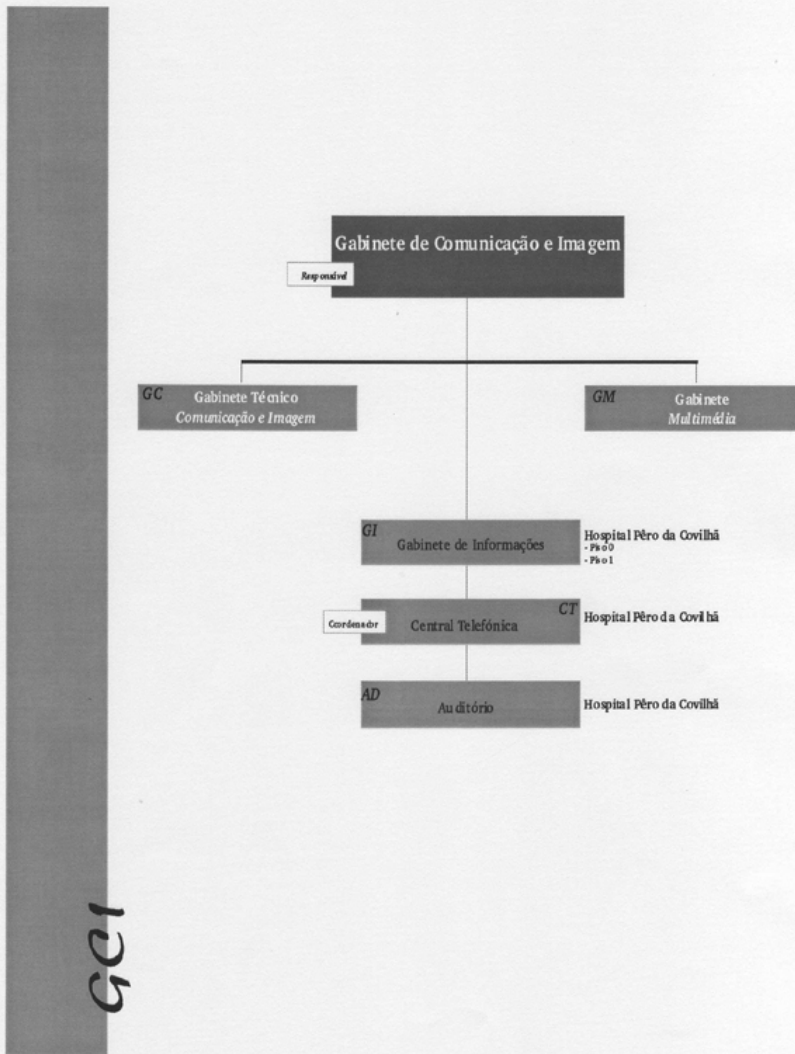 Gabinete de Comunicação e Imagem
Responsável
GC
Gabinete Técnico
Comunicação e Imagem
GM
Gabinete
Multimédia
GI
Gabinete de Informações
Hospital Pêro da Covilhã
- Piso 0
- Piso 1
Coordenador
Central Telefónica
CT
Hospital Pêro da Covilhã
AD
Auditório
Hospital Pêro da Covilhã
GCI